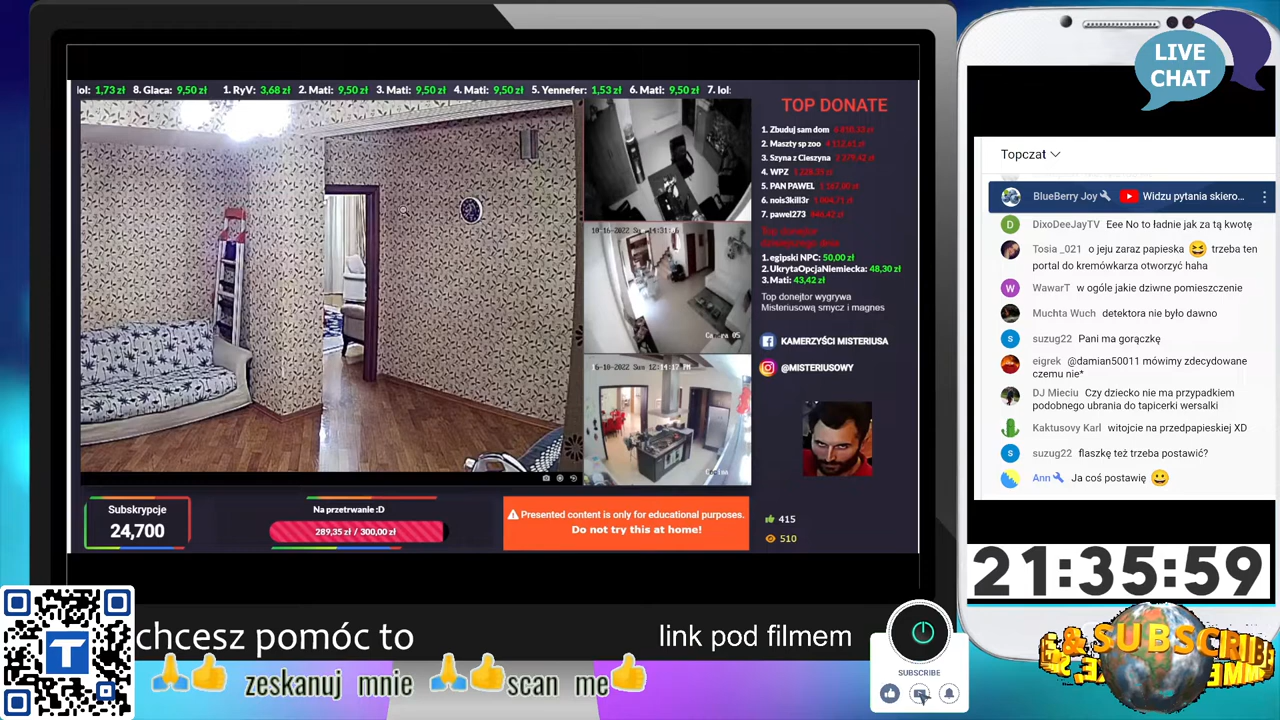 lol: 1,73 zł 8. Glaca: 9,50 zł 1. RyV: 3,68 zł 2. Mati: 9,50 zł 3. Mati: 9,50 zł 4. Mati: 9,50 zł 5. Yennefer: 1,53 zł 6. Mati: 9,50 zł 7. lol:
TOP DONATE
1. Zbuduj sam dom
2. Maszty sp zoo
3. Szyna z Cieszyna
4. WPZ
5. PAN PAWEL
6. nois3kill3r
7. pawel273
Top donejtor
1. egipski NPC: 50,00 zł
2.UkrytaOpcjaNiemiecka: 48,30 zł
3.Mati: 43,42 zł
Top donejtor wygrywa
Misteriusową smycz i magnes
KAMERZYŚCI MISTERIUSA
@MISTERIUSOWY
Subskrypcje
24,700
Na przetrwanie :D
289,35 zł / 300,00 zł
Presented content is only for educational purposes.
Do not try this at home!
415
510
chcesz pomóc to
link pod filmem
zeskanuj mnie scan me
SUBSCRIBE
LIVE
CHAT
Topczat
BlueBerry Joy Widzu pytania skiero...
DixoDeeJayTV Eee No to ładnie jak za tą kwotę
Tosia _021 o jeju zaraz papieska 😆 trzeba ten
portal do kremówkarza otworzyć haha
WawarT w ogóle jakie dziwne pomieszczenie
Muchta Wuch detektora nie było dawno
suzug22 Pani ma gorączkę
eigrek @damian50011 mówimy zdecydowane
czemu nie*
DJ Mieciu Czy dziecko nie ma przypadkiem
podobnego ubrania do tapicerki wersalki
Kaktusovy Karl witojcie na przedpapieskiej XD
suzug22 flaszkę też trzeba postawić?
Ann Ja coś postawię 😀
21:35:59
& SUBSCRIBE